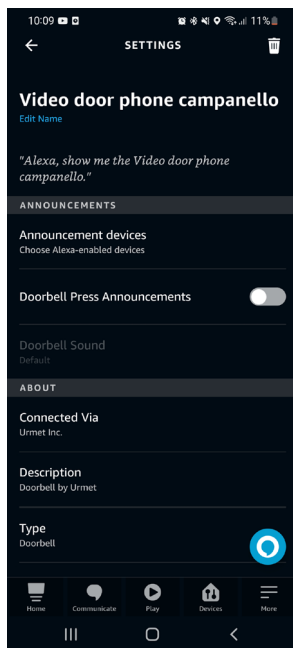 10:09
11%
SETTINGS
Video door phone campanello
Edit Name
"Alexa, show me the Video door phone
campanello."
ANNOUNCEMENTS
Announcement devices
Choose Alexa-enabled devices
Doorbell Press Announcements
Doorbell Sound
Default
ABOUT
Connected Via
Urmet Inc.
Description
Doorbell by Urmet
Type
Doorbell
Home Communicate Play Devices More